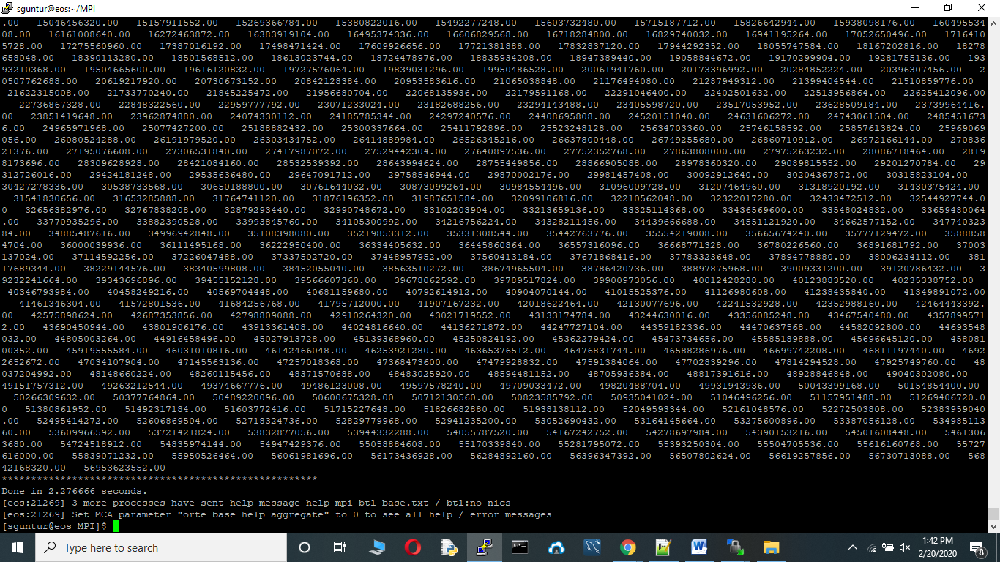 sguntur@eos:~/MPI
.00   15046456320.00   15157911552.00   15269366784.00   15380822016.00   15492277248.00   15603732480.00   15715187712.00   15826642944.00   15938098176.00   160495534
08.00   16161008640.00   16272463872.00   16383919104.00   16495374336.00   16606829568.00   16718284800.00   16829740032.00   16941195264.00   17052650496.00   1716410
5728.00   17275560960.00   17387016192.00   17498471424.00   17609926656.00   17721381888.00   17832837120.00   17944292352.00   18055747584.00   18167202816.00   18278
658048.00   18390113280.00   18501568512.00   18613023744.00   18724478976.00   18835934208.00   18947389440.00   19058844672.00   19170299904.00   19281755136.00   193
93210368.00   19504665600.00   19616120832.00   19727576064.00   19839031296.00   19950486528.00   20061941760.00   20173396992.00   20284852224.00   20396307456.00   2
0507762688.00   20619217920.00   20730673152.00   20842128384.00   20953583616.00   21065038848.00   21176494080.00   21287949312.00   21399404544.00   21510859776.00
21622315008.00   21733770240.00   21845225472.00   21956680704.00   22068135936.00   22179591168.00   22291046400.00   22402501632.00   22513956864.00   22625412096.00
22736867328.00   22848322560.00   22959777792.00   23071233024.00   23182688256.00   23294143488.00   23405598720.00   23517053952.00   23628509184.00   23739964416.
00   23851419648.00   23962874880.00   24074330112.00   24185785344.00   24297240576.00   24408695808.00   24520151040.00   24631606272.00   24743061504.00   2485451673
6.00   24965971968.00   25077427200.00   25188882432.00   25300337664.00   25411792896.00   25523248128.00   25634703360.00   25746158592.00   25857613824.00   25969069
056.00   26080524288.00   26191979520.00   26303434752.00   26414889984.00   26526345216.00   26637800448.00   26749255680.00   26860710912.00   26972166144.00   270836
21376.00   27195076608.00   27306531840.00   27417987072.00   27529442304.00   27640897536.00   27752352768.00   27863808000.00   27975263232.00   28086718464.00   2819
8173696.00   28309628928.00   28421084160.00   28532539392.00   28643994624.00   28755449856.00   28866905088.00   28978360320.00   29089815552.00   29201270784.00   29
312726016.00   29424181248.00   29535636480.00   29647091712.00   29758546944.00   29870002176.00   29981457408.00   30092912640.00   30204367872.00   30315823104.00
30427278336.00   30538733568.00   30650188800.00   30761644032.00   30873099264.00   30984554496.00   31096009728.00   31207464960.00   31318920192.00   31430375424.00
31541830656.00   31653285888.00   31764741120.00   31876196352.00   31987651584.00   32099106816.00   32210562048.00   32322017280.00   32433472512.00   32544927744.0
0   32656382976.00   32767838208.00   32879293440.00   32990748672.00   33102203904.00   33213659136.00   33325114368.00   33436569600.00   33548024832.00   33659480064
.00   33770935296.00   33882390528.00   33993845760.00   34105300992.00   34216756224.00   34328211456.00   34439666688.00   34551121920.00   34662577152.00   347740323
84.00   34885487616.00   34996942848.00   35108398080.00   35219853312.00   35331308544.00   35442763776.00   35554219008.00   35665674240.00   35777129472.00   3588858
4704.00   36000039936.00   36111495168.00   36222950400.00   36334405632.00   36445860864.00   36557316096.00   36668771328.00   36780226560.00   36891681792.00   37003
137024.00   37114592256.00   37226047488.00   37337502720.00   37448957952.00   37560413184.00   37671868416.00   37783323648.00   37894778880.00   38006234112.00   381
17689344.00   38229144576.00   38340599808.00   38452055040.00   38563510272.00   38674965504.00   38786420736.00   38897875968.00   39009331200.00   39120786432.00   3
9232241664.00   39343696896.00   39455152128.00   39566607360.00   39678062592.00   39789517824.00   39900973056.00   40012428288.00   40123883520.00   40235338752.00
40346793984.00   40458249216.00   40569704448.00   40681159680.00   40792614912.00   40904070144.00   41015525376.00   41126980608.00   41238435840.00   41349891072.00
41461346304.00   41572801536.00   41684256768.00   41795712000.00   41907167232.00   42018622464.00   42130077696.00   42241532928.00   42352988160.00   42464443392.
00   42575898624.00   42687353856.00   42798809088.00   42910264320.00   43021719552.00   43133174784.00   43244630016.00   43356085248.00   43467540480.00   4357899571
2.00   43690450944.00   43801906176.00   43913361408.00   44024816640.00   44136271872.00   44247727104.00   44359182336.00   44470637568.00   44582092800.00   44693548
032.00   44805003264.00   44916458496.00   45027913728.00   45139368960.00   45250824192.00   45362279424.00   45473734656.00   45585189888.00   45696645120.00   458081
00352.00   45919555584.00   46031010816.00   46142466048.00   46253921280.00   46365376512.00   46476831744.00   46588286976.00   46699742208.00   46811197440.00   4692
2652672.00   47034107904.00   47145563136.00   47257018368.00   47368473600.00   47479928832.00   47591384064.00   47702839296.00   47814294528.00   47925749760.00   48
037204992.00   48148660224.00   48260115456.00   48371570688.00   48483025920.00   48594481152.00   48705936384.00   48817391616.00   48928846848.00   49040302080.00
49151757312.00   49263212544.00   49374667776.00   49486123008.00   49597578240.00   49709033472.00   49820488704.00   49931943936.00   50043399168.00   50154854400.00
50266309632.00   50377764864.00   50489220096.00   50600675328.00   50712130560.00   50823585792.00   50935041024.00   51046496256.00   51157951488.00   51269406720.0
0   51380861952.00   51492317184.00   51603772416.00   51715227648.00   51826682880.00   51938138112.00   52049593344.00   52161048576.00   52272503808.00   52383959040
.00   52495414272.00   52606869504.00   52718324736.00   52829779968.00   52941235200.00   53052690432.00   53164145664.00   53275600896.00   53387056128.00   534985113
60.00   53609966592.00   53721421824.00   53832877056.00   53944332288.00   54055787520.00   54167242752.00   54278697984.00   54390153216.00   54501608448.00   5461306
3680.00   54724518912.00   54835974144.00   54947429376.00   55058884608.00   55170339840.00   55281795072.00   55393250304.00   55504705536.00   55616160768.00   55727
616000.00   55839071232.00   55950526464.00   56061981696.00   56173436928.00   56284892160.00   56396347392.00   56507802624.00   56619257856.00   56730713088.00   568
42168320.00   56953623552.00
******************************************************
Done in 2.276666 seconds.
[eos:21269] 3 more processes have sent help message help-mpi-btl-base.txt / btl:no-nics
[eos:21269] Set MCA parameter "orte_base_help_aggregate" to 0 to see all help / error messages
[sguntur@eos MPI]$
Type here to search
1:42 PM
2/20/2020
8